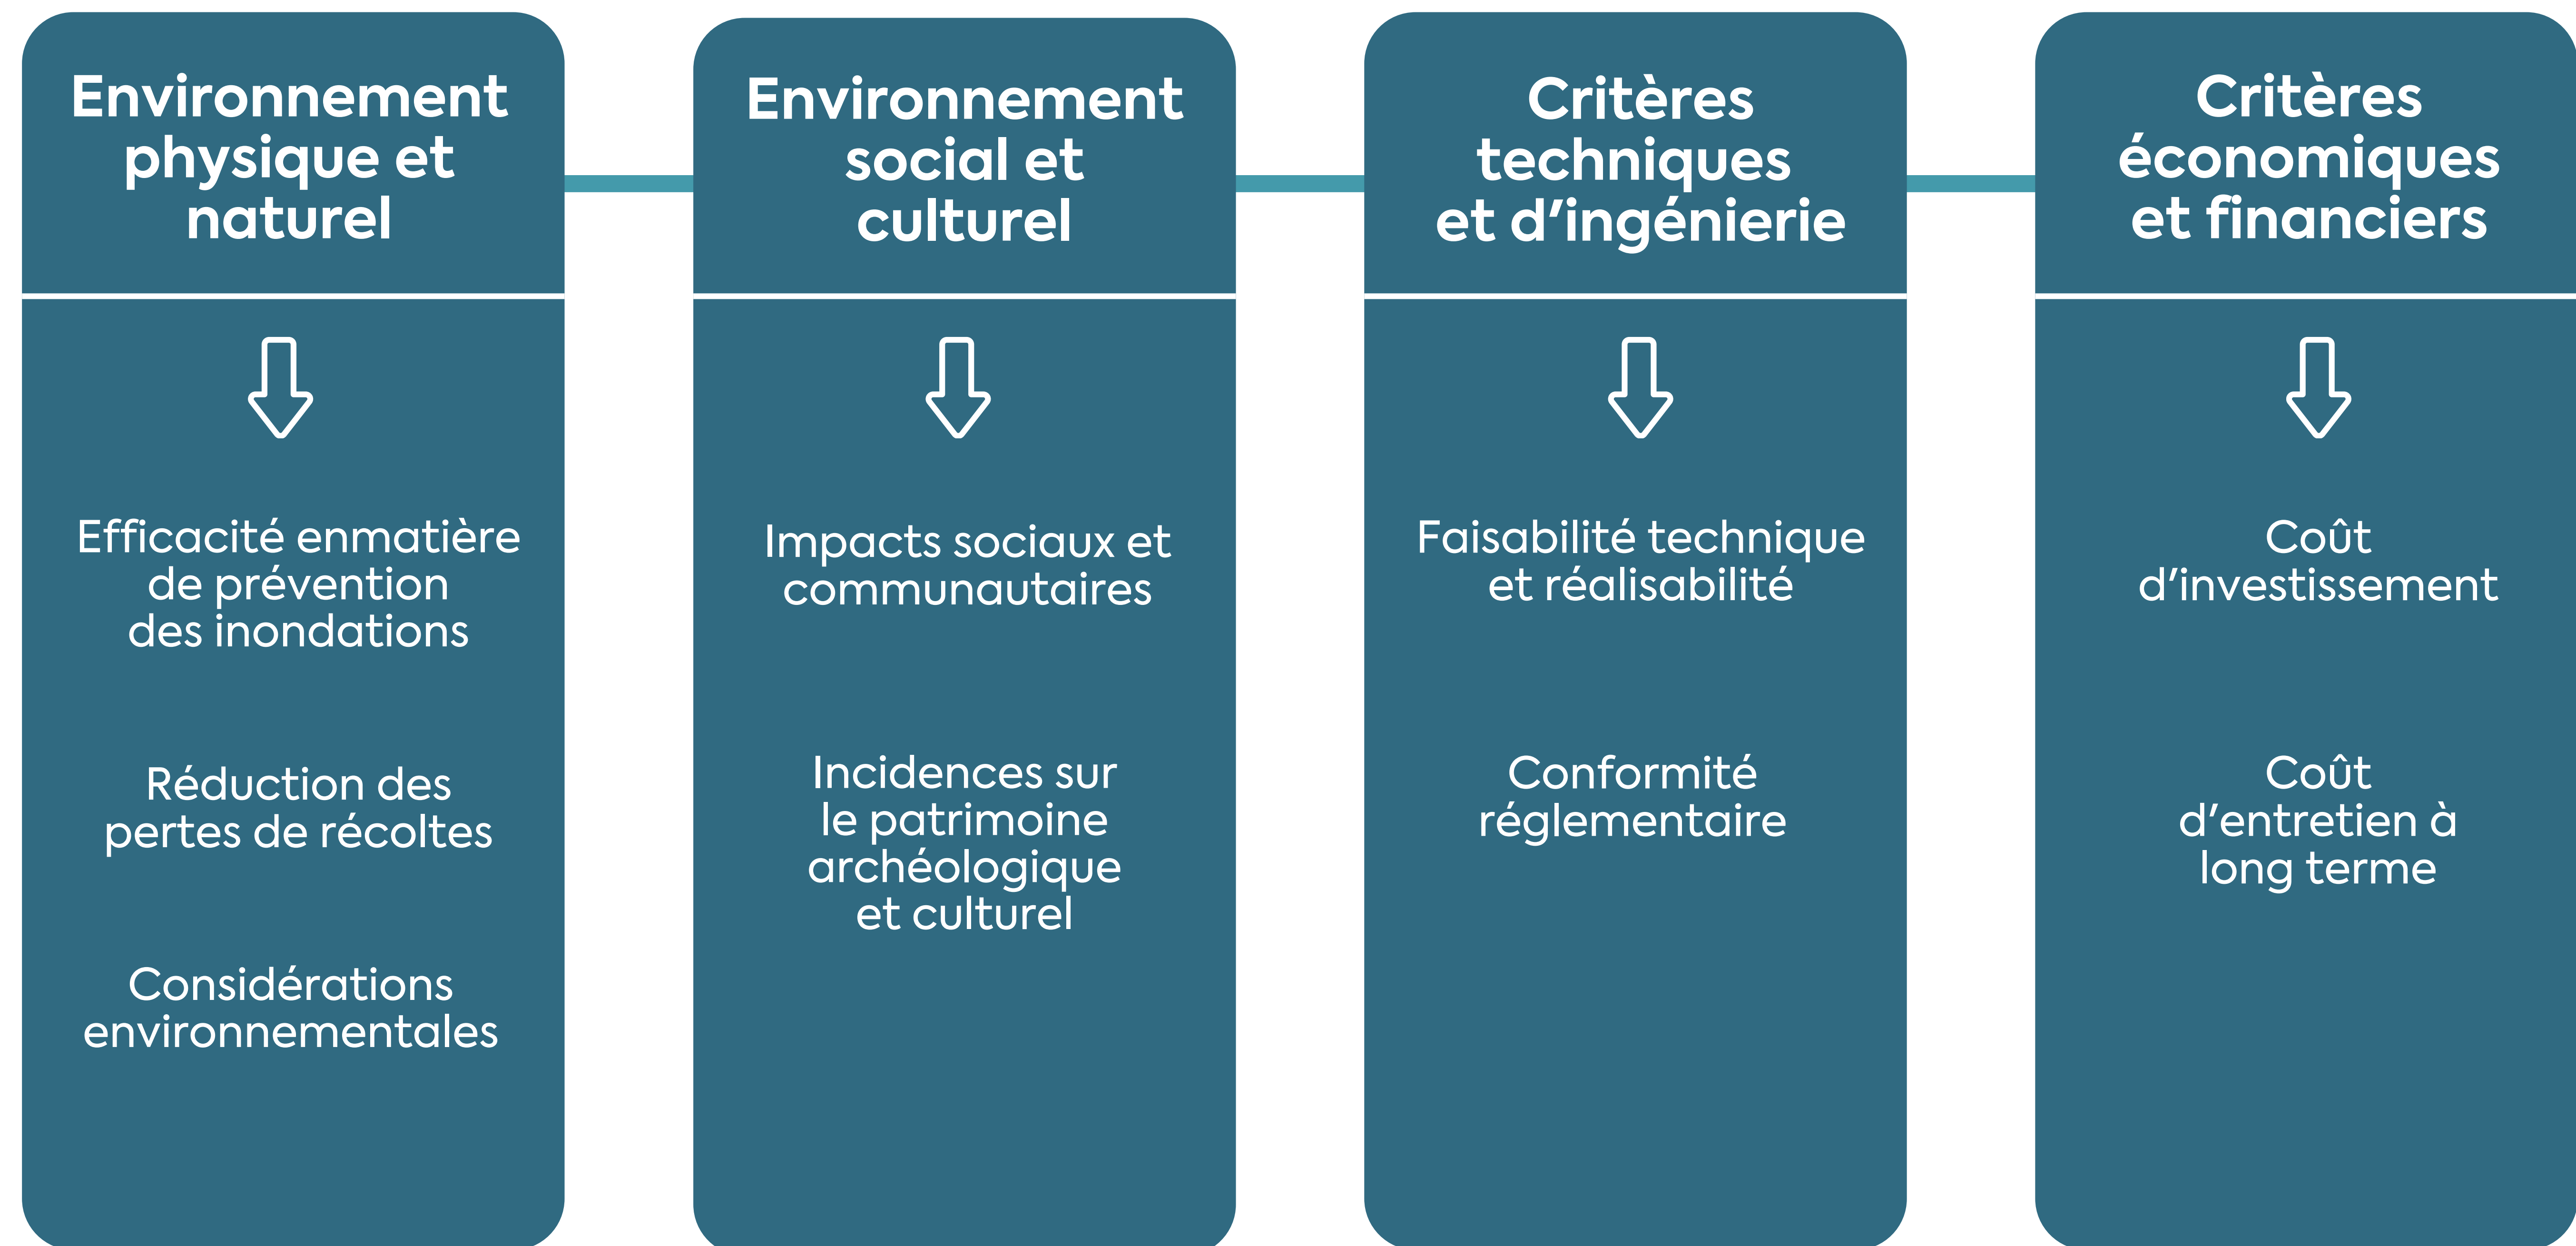 Environnement
physique et
naturel
Efficacité enmatière
de prévention
des inondations
Réduction des
pertes de récoltes
Considérations
environnementales
Environnement
social et
culturel
Impacts sociaux et
communautaires
Incidences sur
le patrimoine
archéologique
et culturel
Critères
techniques
et d'ingénierie
Faisabilité technique
et réalisabilité
Conformité
réglementaire
Critères
économiques
et financiers
Coût
d'investissement
Coût
d'entretien à
long terme